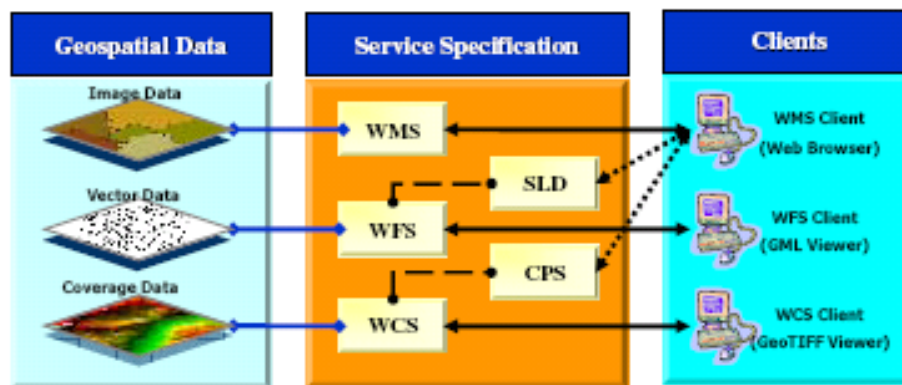 Geospatial Data
Service Specification
Clients
Image Data
WMS
WMS Client
(Web Browser)
SLD
Vector Data
WFS
WFS Client
(GML Viewer)
CPS
Coverage Data
WCS
WCS Client
(GeoTIFF Viewer)